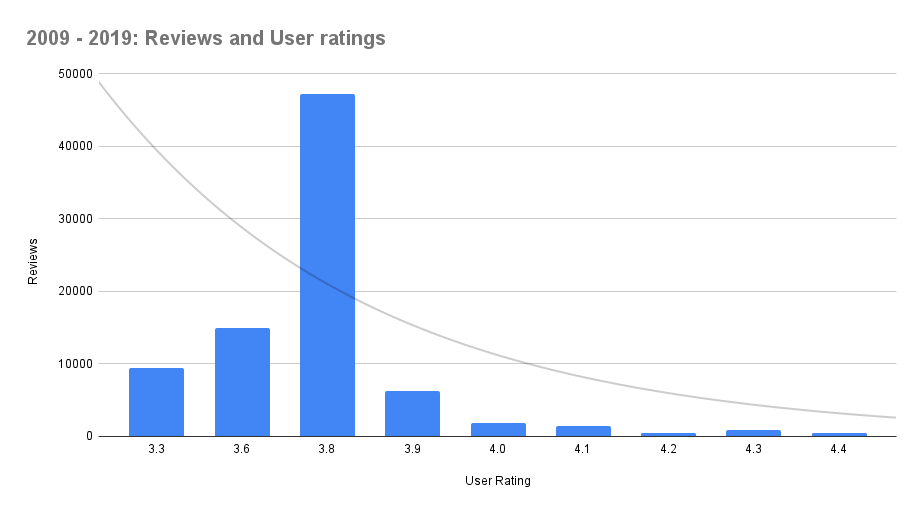 2009 - 2019: Reviews and User ratings
50000
40000
30000
20000
10000
0
Reviews
3.3 3.6 3.8 3.9 4.0 4.1 4.2 4.3 4.4
User Rating